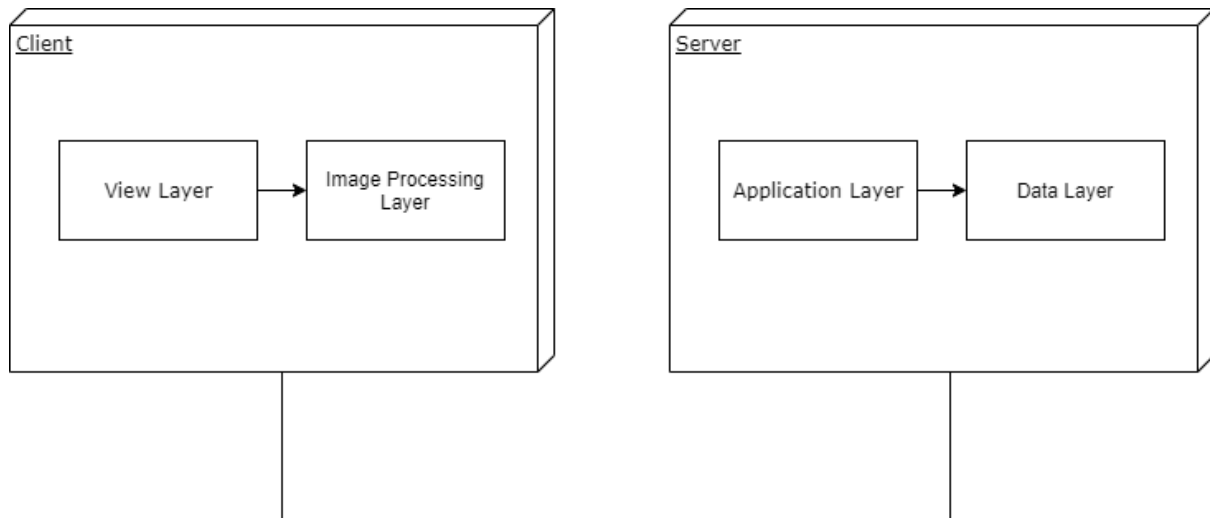 Client
Server
View Layer
Image Processing
Layer
Application Layer
Data Layer